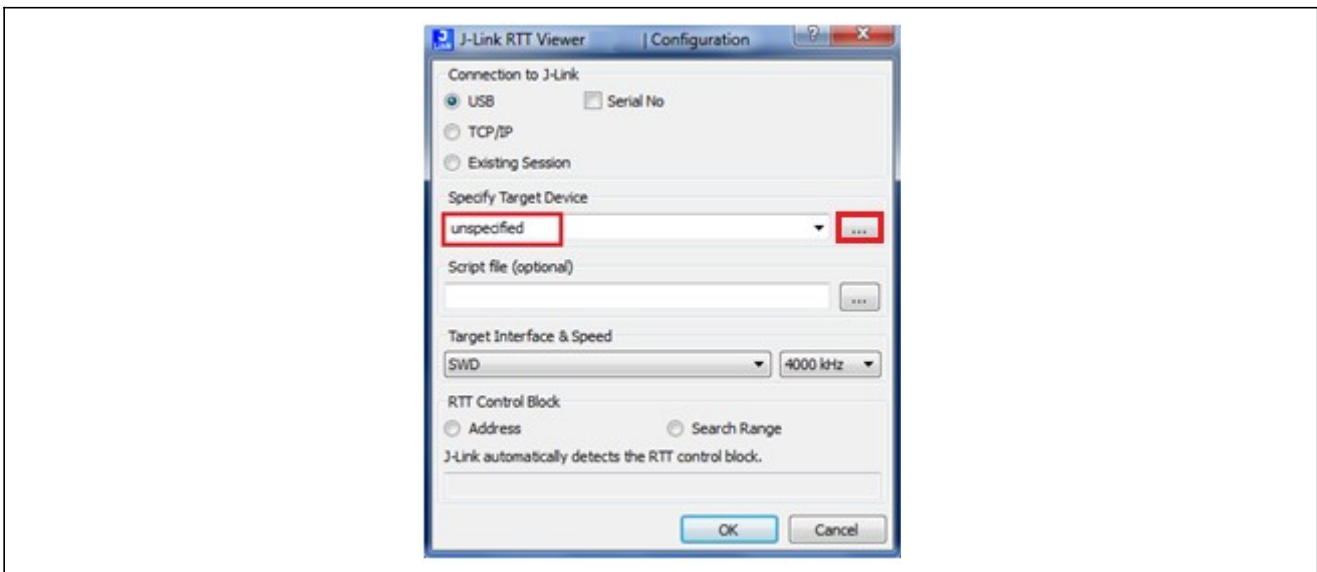 J-Link RTT Viewer | Configuration
Connection to J-Link
USB Serial No
TCP/IP
Existing Session
Specify Target Device
unspecified ...
Script file (optional)
...
Target Interface & Speed
SWD 4000 kHz
RTT Control Block
Address Search Range
J-Link automatically detects the RTT control block.
OK Cancel